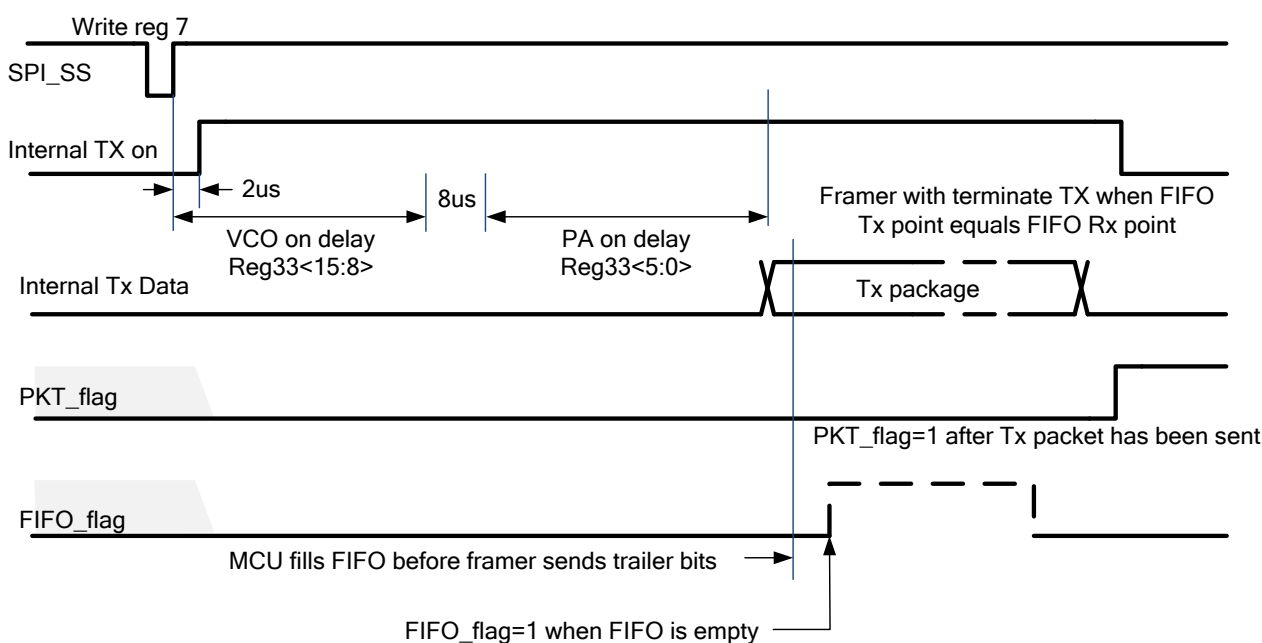 Write reg 7
SPI_SS
Internal TX on
2us
8us
VCO on delay
Reg33<15:8>
PA on delay
Reg33<5:0>
Framer with terminate TX when FIFO
Tx point equals FIFO Rx point
Internal Tx Data
Tx package
PKT_flag
PKT_flag=1 after Tx packet has been sent
FIFO_flag
MCU fills FIFO before framer sends trailer bits
FIFO_flag=1 when FIFO is empty